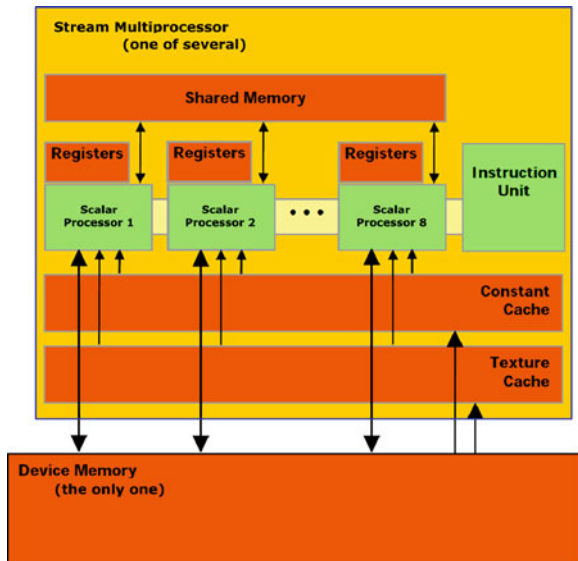 Stream Multiprocessor
(one of several)
Shared Memory
Registers
Registers
Registers
Instruction
Unit
Scalar
Processor 1
Scalar
Processor 2
• • •
Scalar
Processor 8
Constant
Cache
Texture
Cache
Device Memory
(the only one)